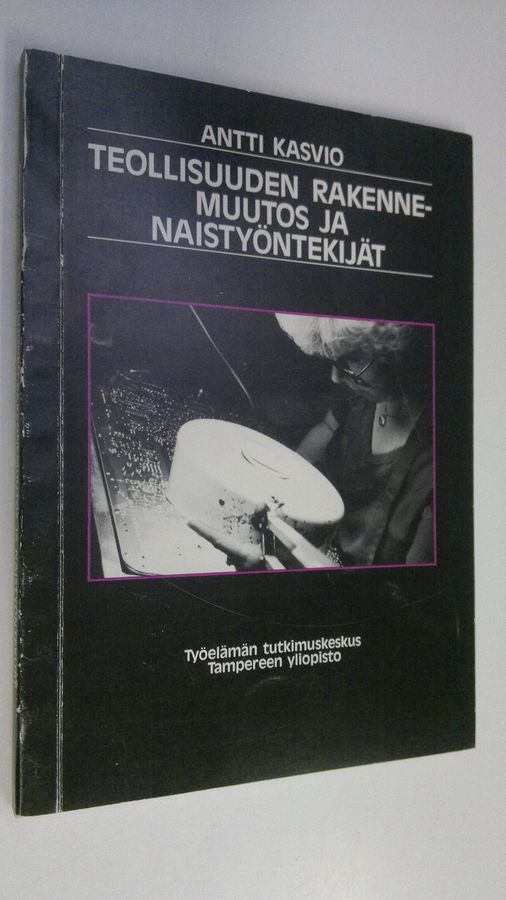 ANTTI KASVIO
TEOLLISUUDEN RAKENNE-
MUUTOS JA
NAISTYÖNTEKIJÄT
Työelämän tutkimuskeskus
Tampereen yliopisto